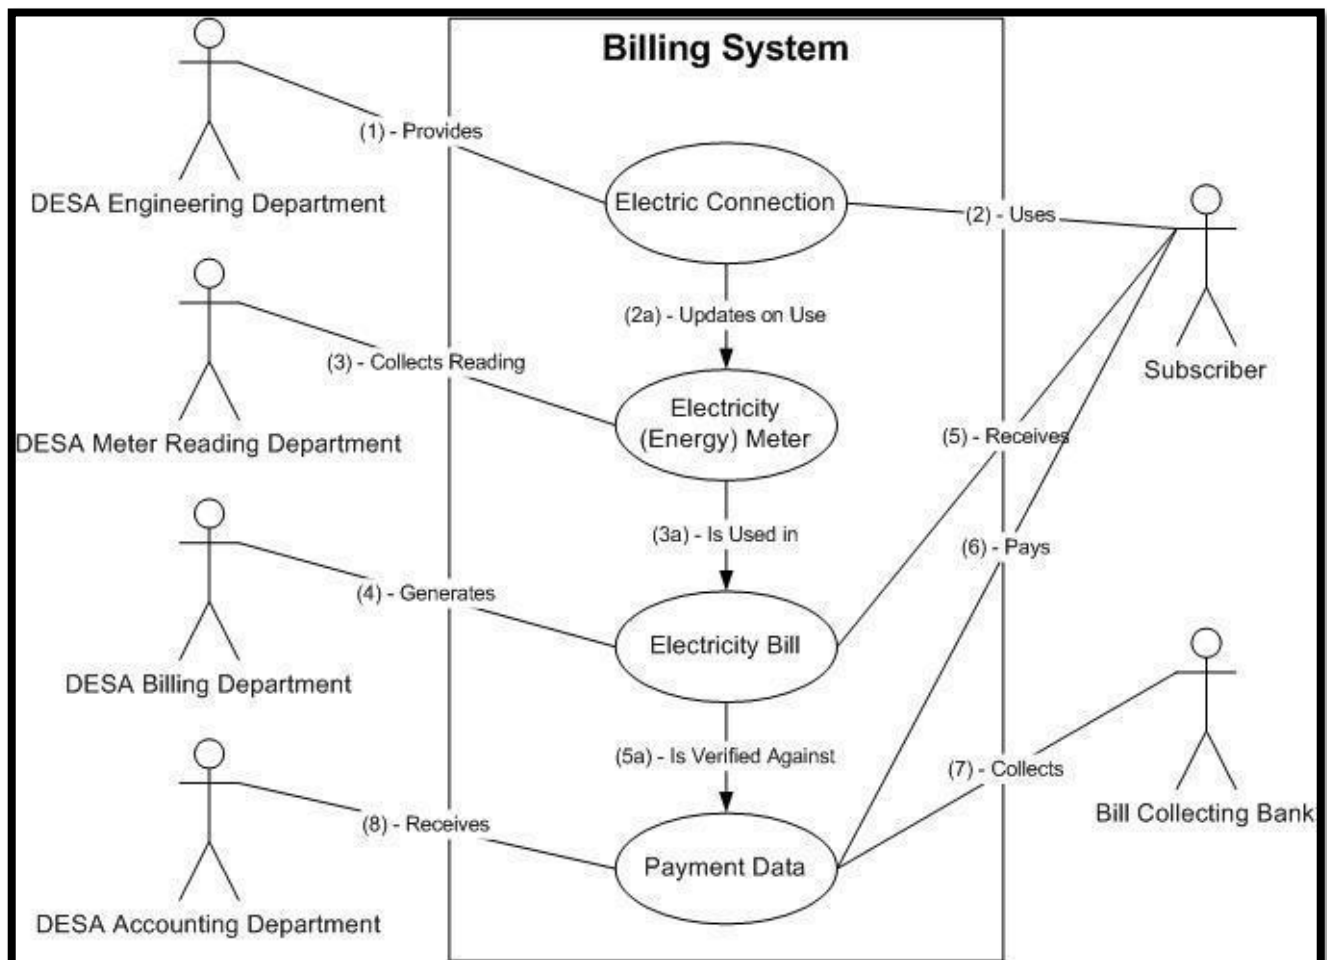 Billing System
(1) - Provides
DESA Engineering Department
Electric Connection
(2) - Uses
Subscriber
(2a) - Updates on Use
(3) - Collects Reading
DESA Meter Reading Department
Electricity
(Energy) Meter
(5) - Receives
(3a) - Is Used in
(6) - Pays
(4) - Generates
DESA Billing Department
Electricity Bill
(5a) - Is Verified Against
(7) - Collects
Bill Collecting Bank
(8) - Receives
DESA Accounting Department
Payment Data